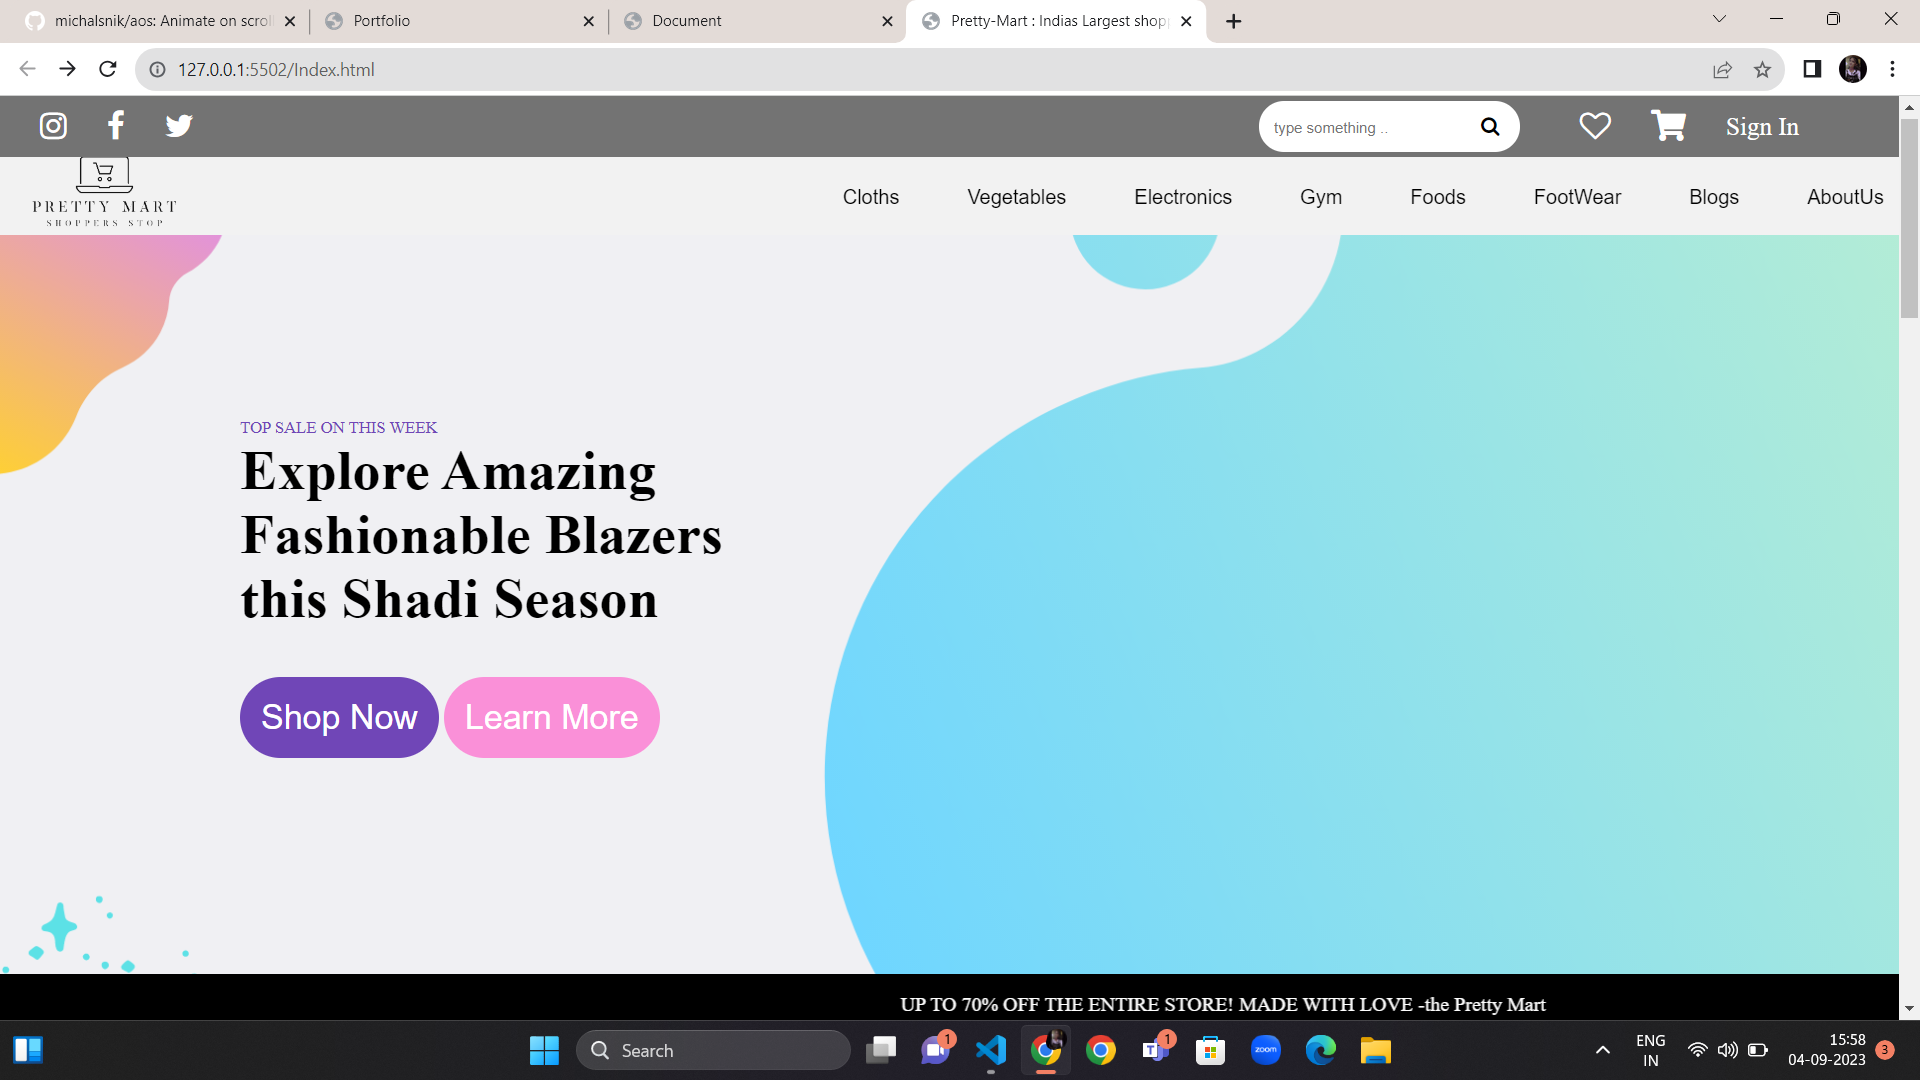 michalsnik/aos: Animate on scrol
Portfolio
Document
Pretty-Mart : Indias Largest shopp
127.0.0.1:5502/Index.html
type something ..
Sign In
PRETTY MART
SHOPPERS STOP
Cloths
Vegetables
Electronics
Gym
Foods
FootWear
Blogs
AboutUs
TOP SALE ON THIS WEEK
Explore Amazing
Fashionable Blazers
this Shadi Season
Shop Now
Learn More
UP TO 70% OFF THE ENTIRE STORE! MADE WITH LOVE -the Pretty Mart
Search
1
1
zoom
ENG
IN
15:58
04-09-2023
3